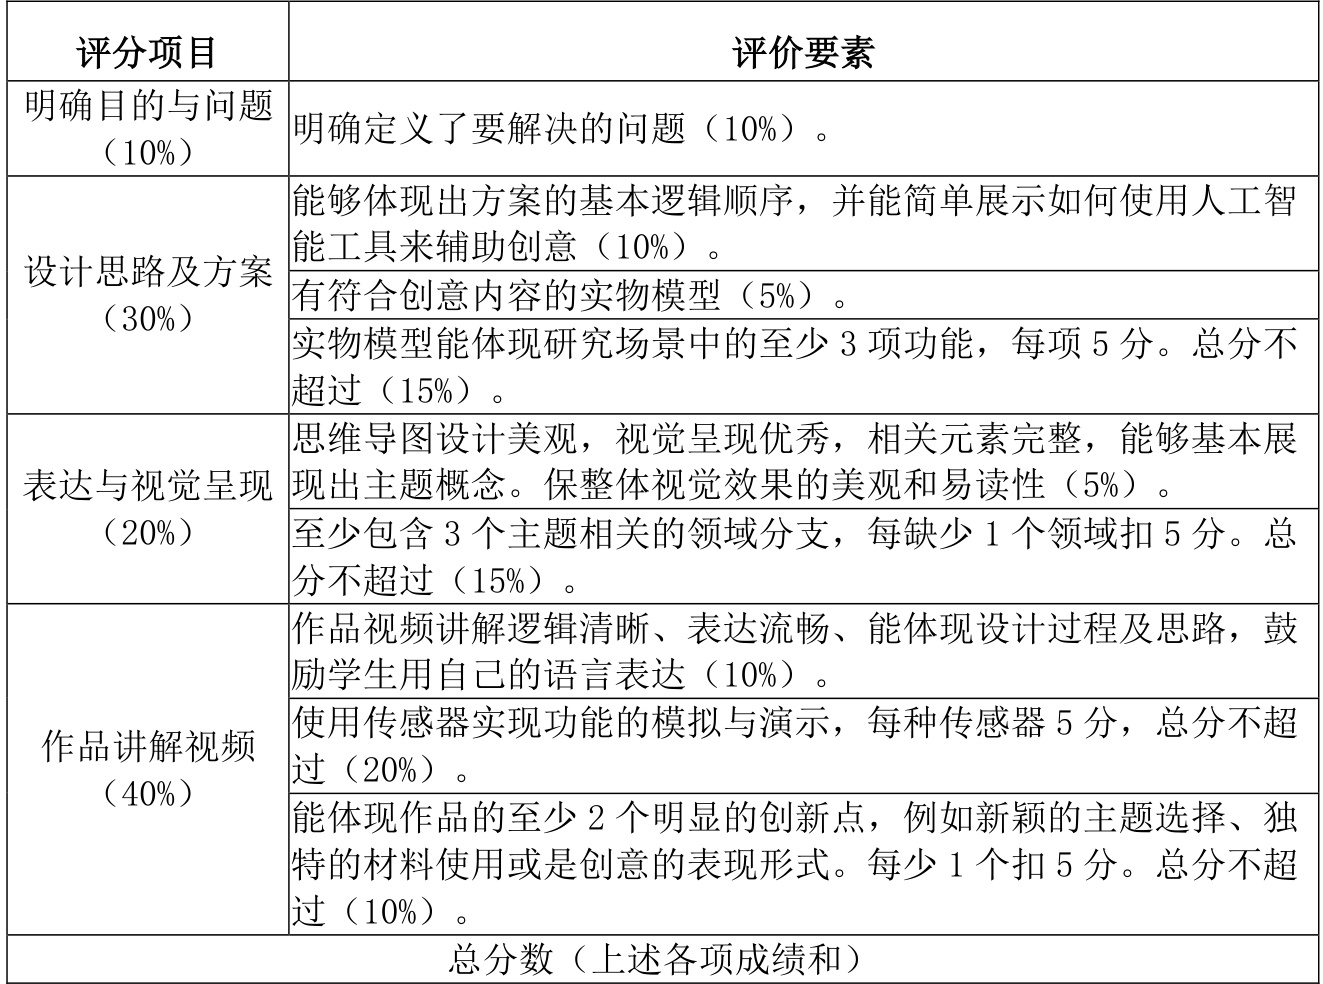 评分项目
评价要素
明确目的与问题
（10%）
明确定义了要解决的问题（10%）。
设计思路及方案
（30%）
能够体现出方案的基本逻辑顺序，并能简单展示如何使用人工智
能工具来辅助创意（10%）。
有符合创意内容的实物模型（5%）。
实物模型能体现研究场景中的至少 3 项功能，每项 5 分。总分不
超过（15%）。
表达与视觉呈现
（20%）
思维导图设计美观，视觉呈现优秀，相关元素完整，能够基本展
现出主题概念。保整体视觉效果的美观和易读性（5%）。
至少包含 3 个主题相关的领域分支，每缺少 1 个领域扣 5 分。总
分不超过（15%）。
作品讲解视频
（40%）
作品视频讲解逻辑清晰、表达流畅、能体现设计过程及思路，鼓
励学生用自己的语言表达（10%）。
使用传感器实现功能的模拟与演示，每种传感器 5 分，总分不超
过（20%）。
能体现作品的至少 2 个明显的创新点，例如新颖的主题选择、独
特的材料使用或是创意的表现形式。每少 1 个扣 5 分。总分不超
过（10%）。
总分数（上述各项成绩和）